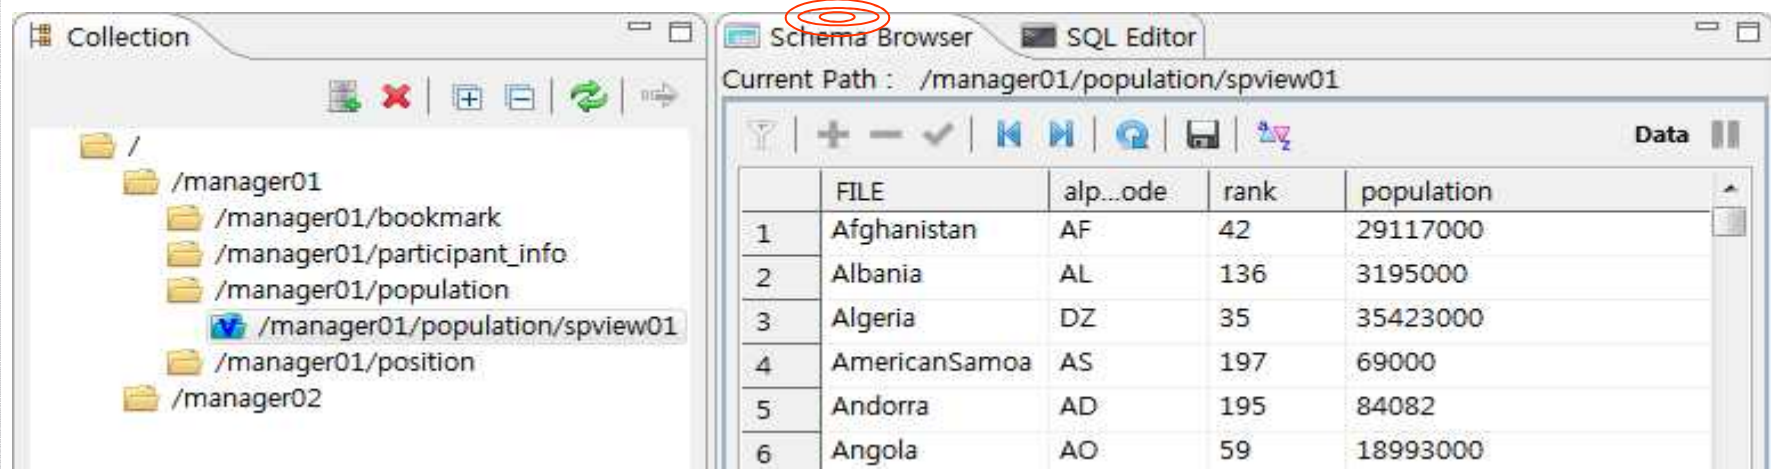 Collection
/
/manager01
/manager01/bookmark
/manager01/participant_info
/manager01/population
/manager01/population/spview01
/manager01/position
/manager02
Schema Browser SQL Editor
Current Path : /manager01/population/spview01
Data
FILE alp...ode rank population
1 Afghanistan AF 42 29117000
2 Albania AL 136 3195000
3 Algeria DZ 35 35423000
4 AmericanSamoa AS 197 69000
5 Andorra AD 195 84082
6 Angola AO 59 18993000